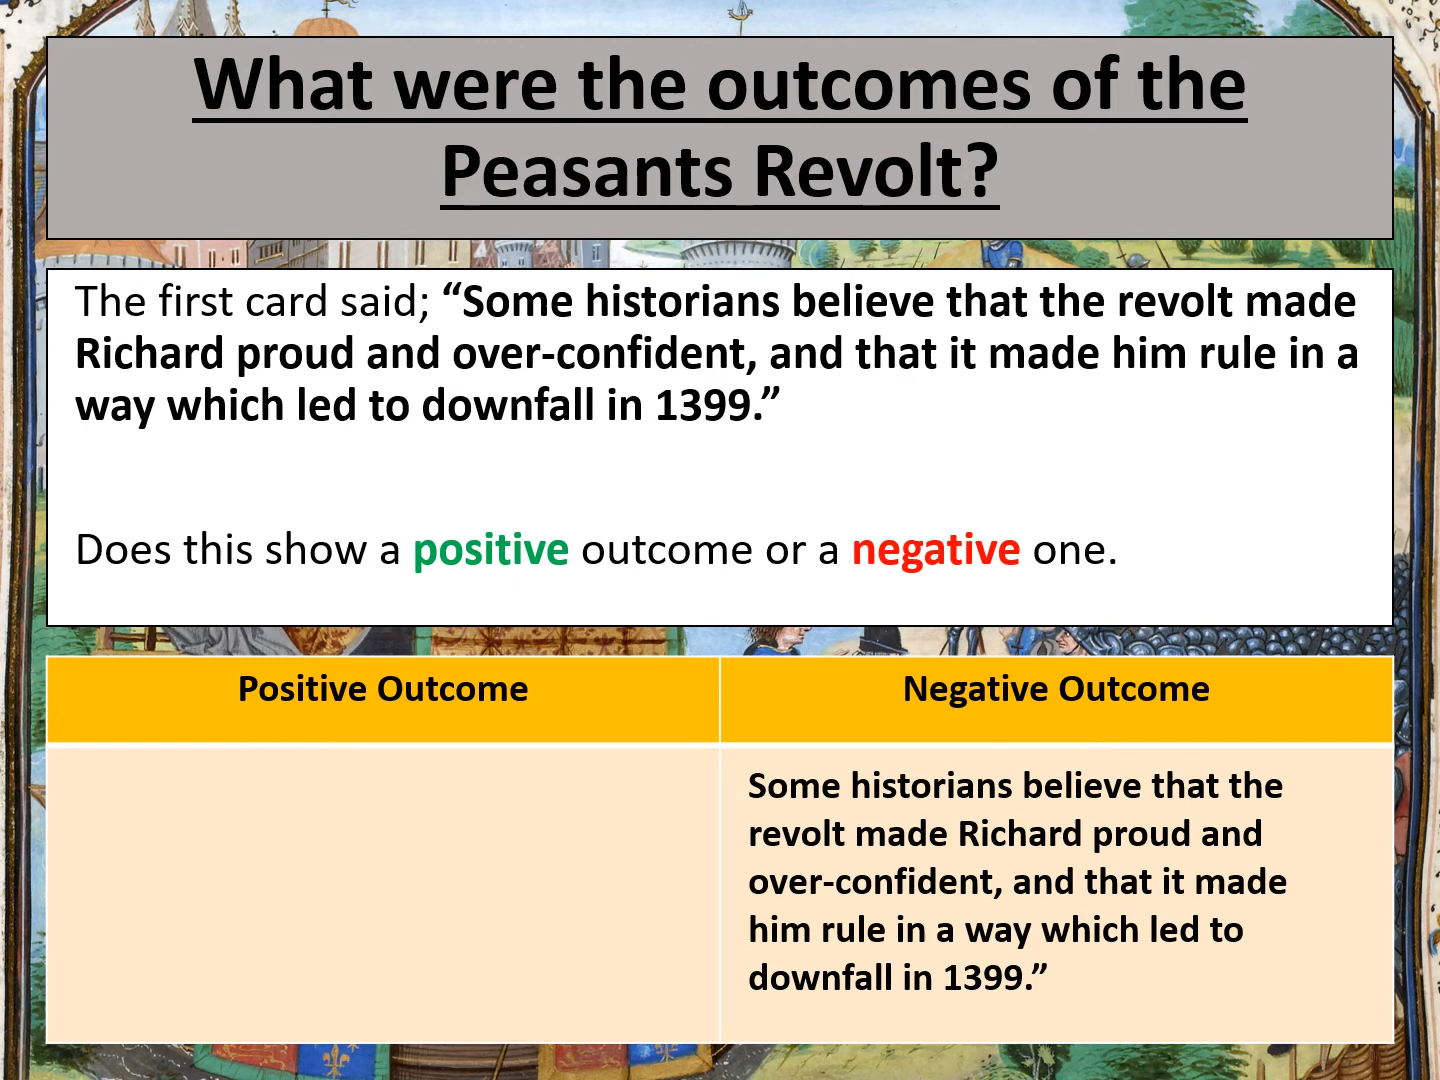 What were the outcomes of the
Peasants Revolt?
The first card said; “Some historians believe that the revolt made
Richard proud and over-confident, and that it made him rule in a
way which led to downfall in 1399.”
Does this show a positive outcome or a negative one.
Positive Outcome
Negative Outcome
Some historians believe that the
revolt made Richard proud and
over-confident, and that it made
him rule in a way which led to
downfall in 1399.”